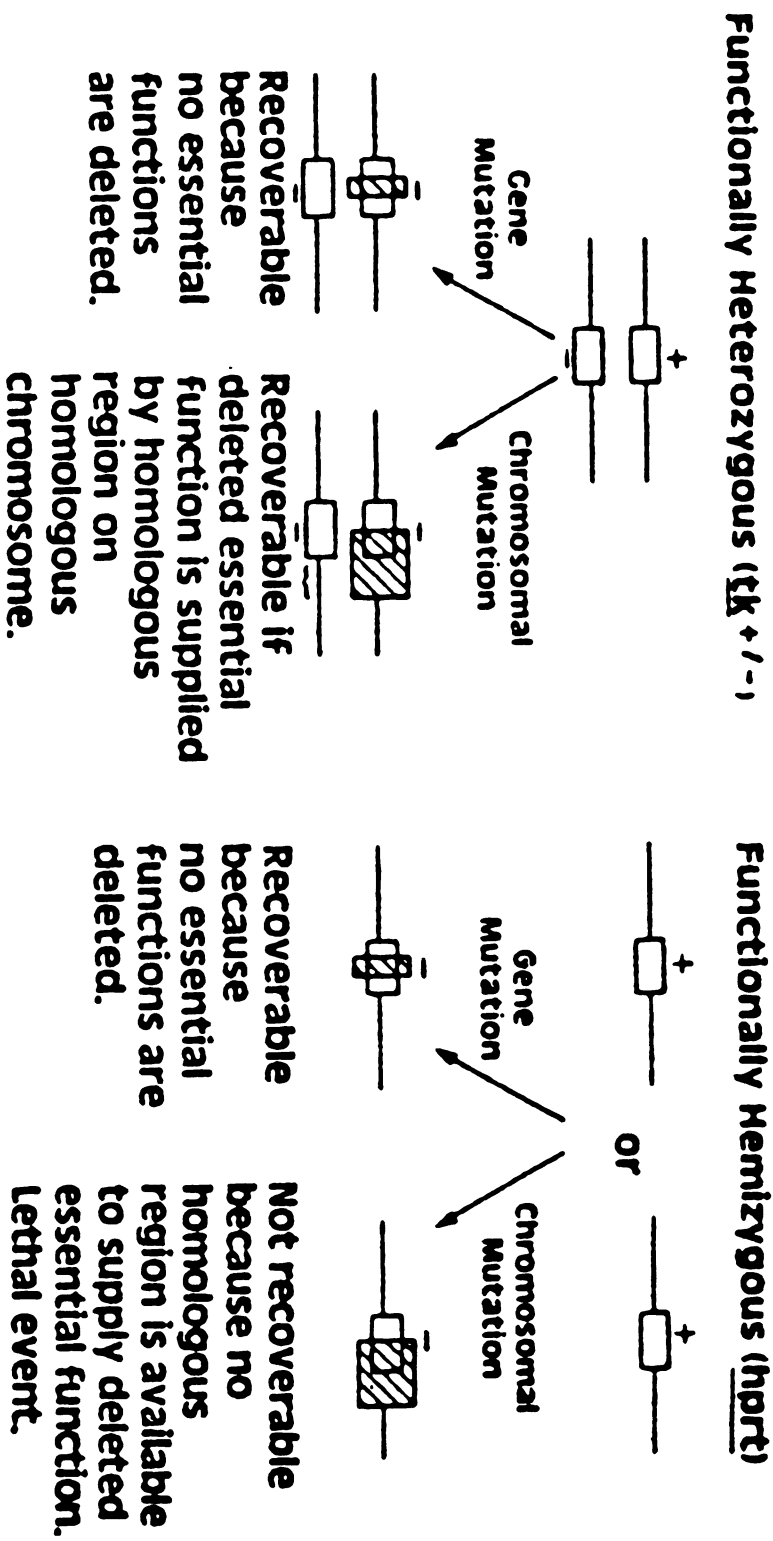 Functionally Heterozygous (tk +/-)
+
-
Gene
Mutation
Chromosomal
Mutation
-
-
-
-
Recoverable
because
no essential
functions
are deleted.
Recoverable if
deleted essential
function is supplied
by homologous
region on
homologous
chromosome.
Functionally Hemizygous (hprt)
+
or
+
Gene
Mutation
Chromosomal
Mutation
-
-
Recoverable
because
no essential
functions are
deleted.
Not recoverable
because no
homologous
region is available
to supply deleted
essential function.
Lethal event.